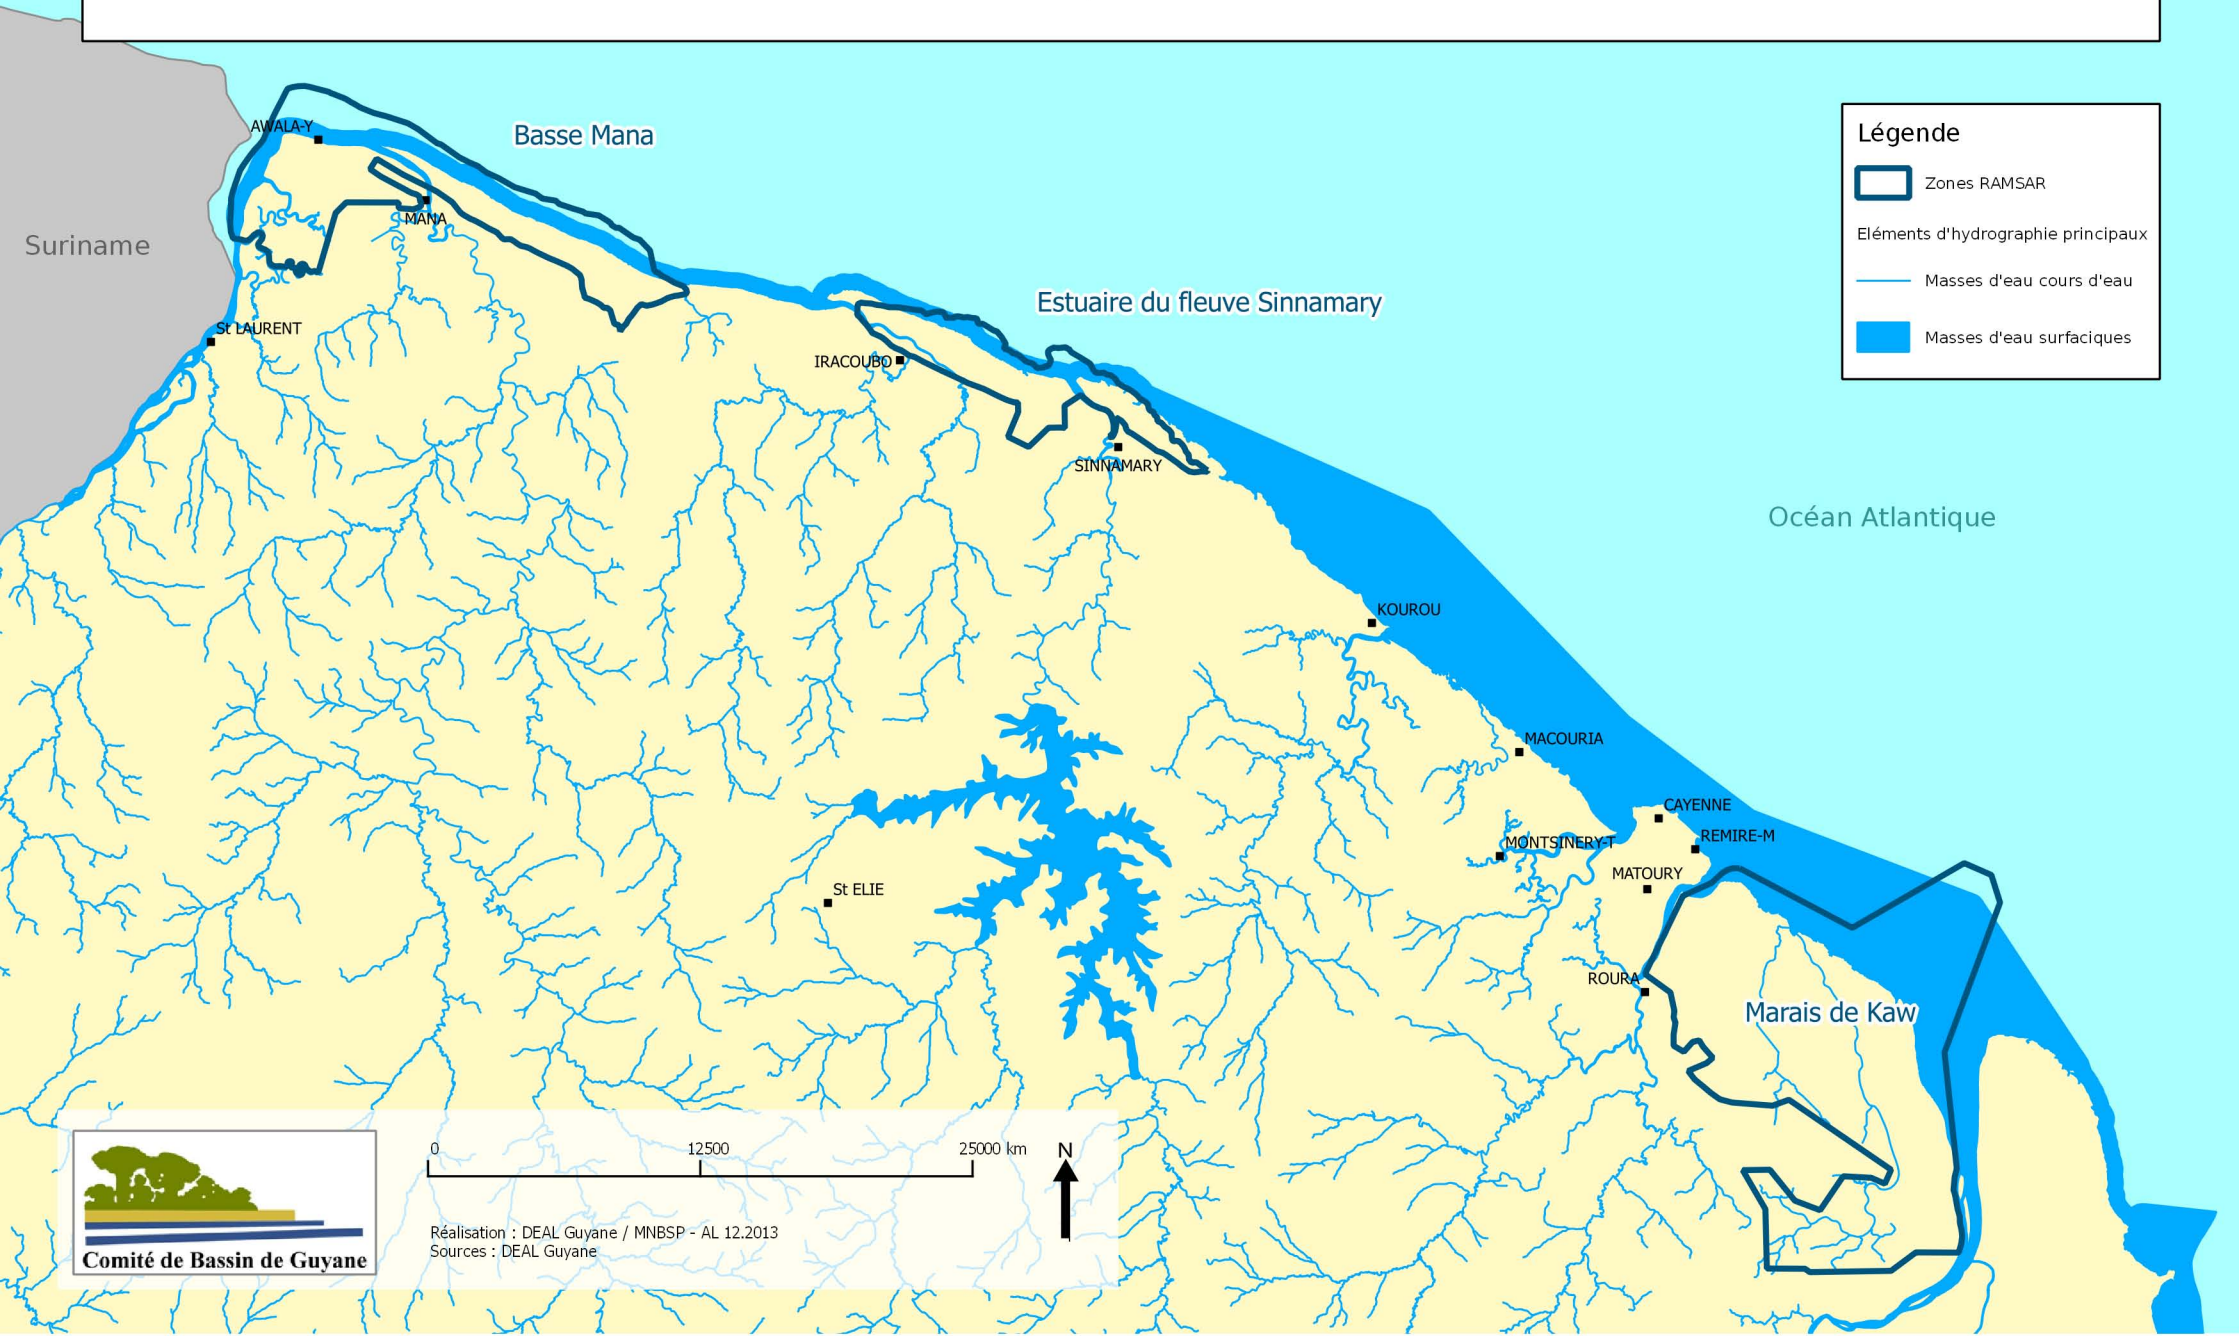 AWALA-Y
Basse Mana
MANA
Suriname
St LAURENT
Estuaire du fleuve Sinnamary
IRACOUBO
SINNAMARY
Légende
Zones RAMSAR
Eléments d'hydrographie principaux
Masses d'eau cours d'eau
Masses d'eau surfaciques
Océan Atlantique
KOUROU
MACOURIA
CAYENNE
REMIRE-M
MONTSINERY-T
MATOURY
St ELIE
ROURA
Marais de Kaw
0 12500 25000 km
N
Réalisation : DEAL Guyane / MNBSP - AL 12.2013
Sources : DEAL Guyane
Comité de Bassin de Guyane